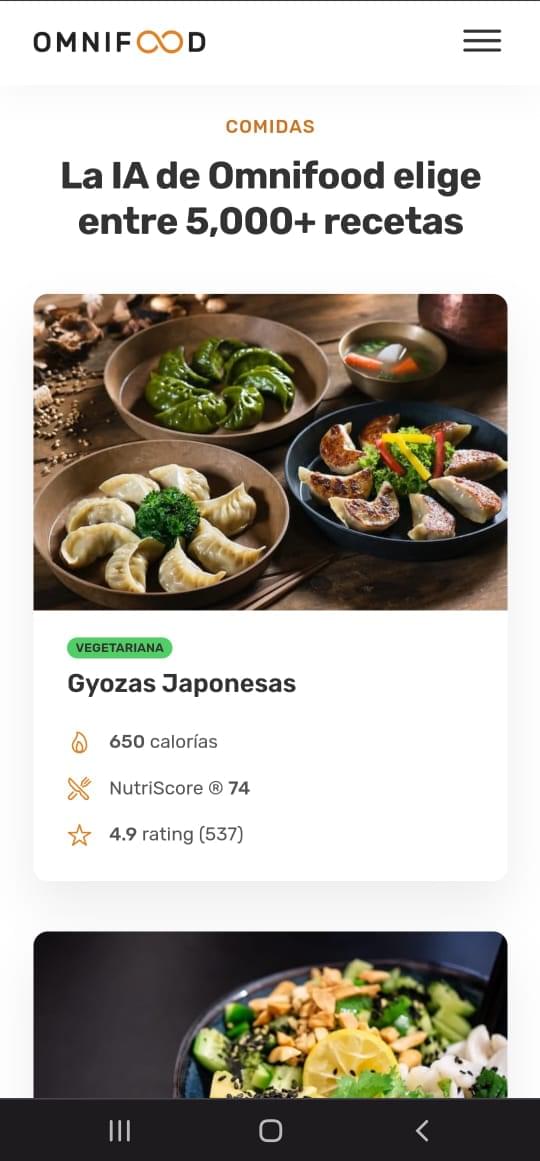 OMNIFOOD
COMIDAS
La IA de Omnifood elige
entre 5,000+ recetas
VEGETARIANA
Gyozas Japonesas
650 calorías
NutriScore ® 74
4.9 rating (537)